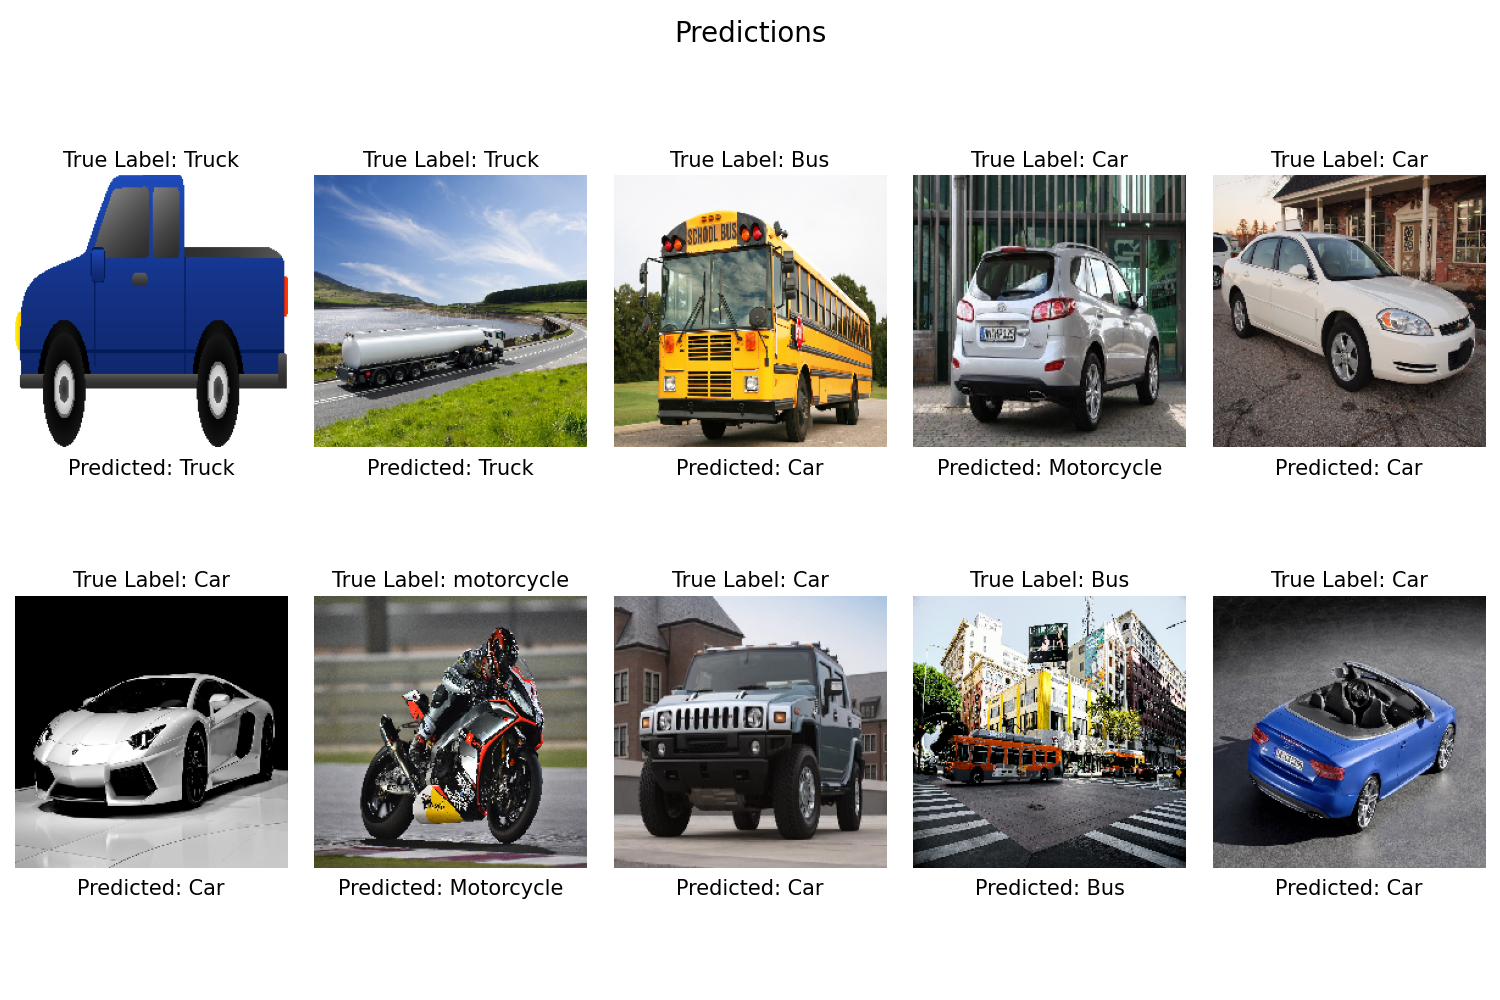 Predictions
True Label: Truck
True Label: Truck
True Label: Bus
True Label: Car
True Label: Car
SCHOOL BUS
Predicted: Truck
Predicted: Truck
Predicted: Car
Predicted: Motorcycle
Predicted: Car
True Label: Car
True Label: motorcycle
True Label: Car
True Label: Bus
True Label: Car
Predicted: Car
Predicted: Motorcycle
Predicted: Car
Predicted: Bus
Predicted: Car